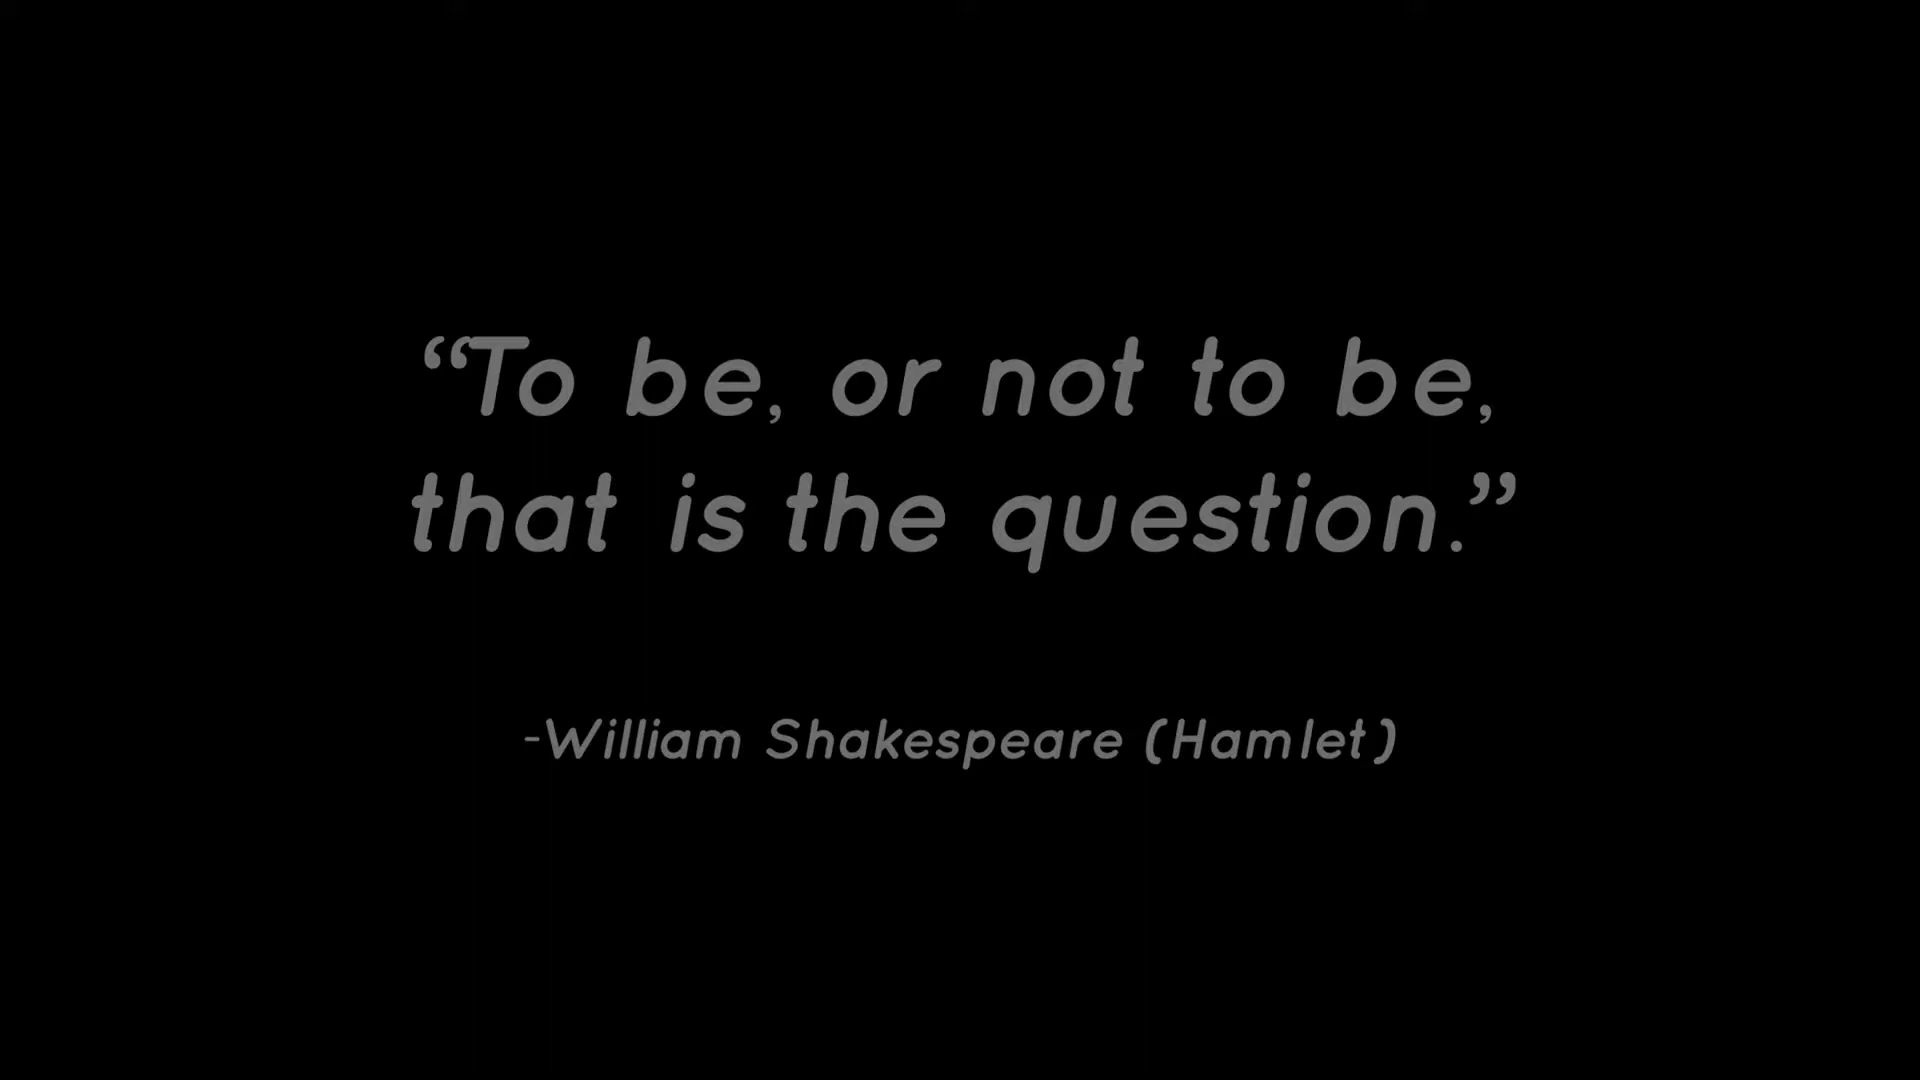 “To be, or not to be,
that is the question.”
-William Shakespeare (Hamlet)